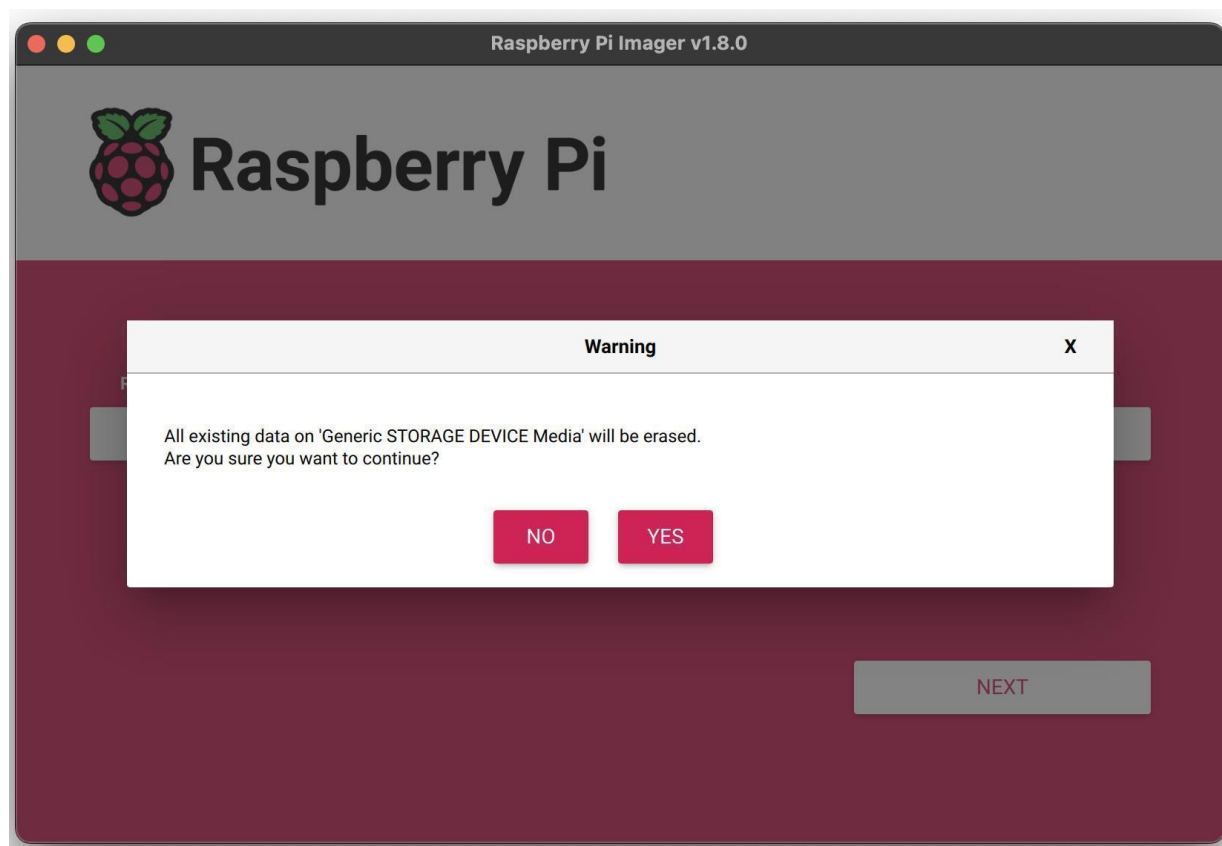 Raspberry Pi Imager v1.8.0
Raspberry Pi
Warning X
All existing data on 'Generic STORAGE DEVICE Media' will be erased.
Are you sure you want to continue?
NO YES
NEXT